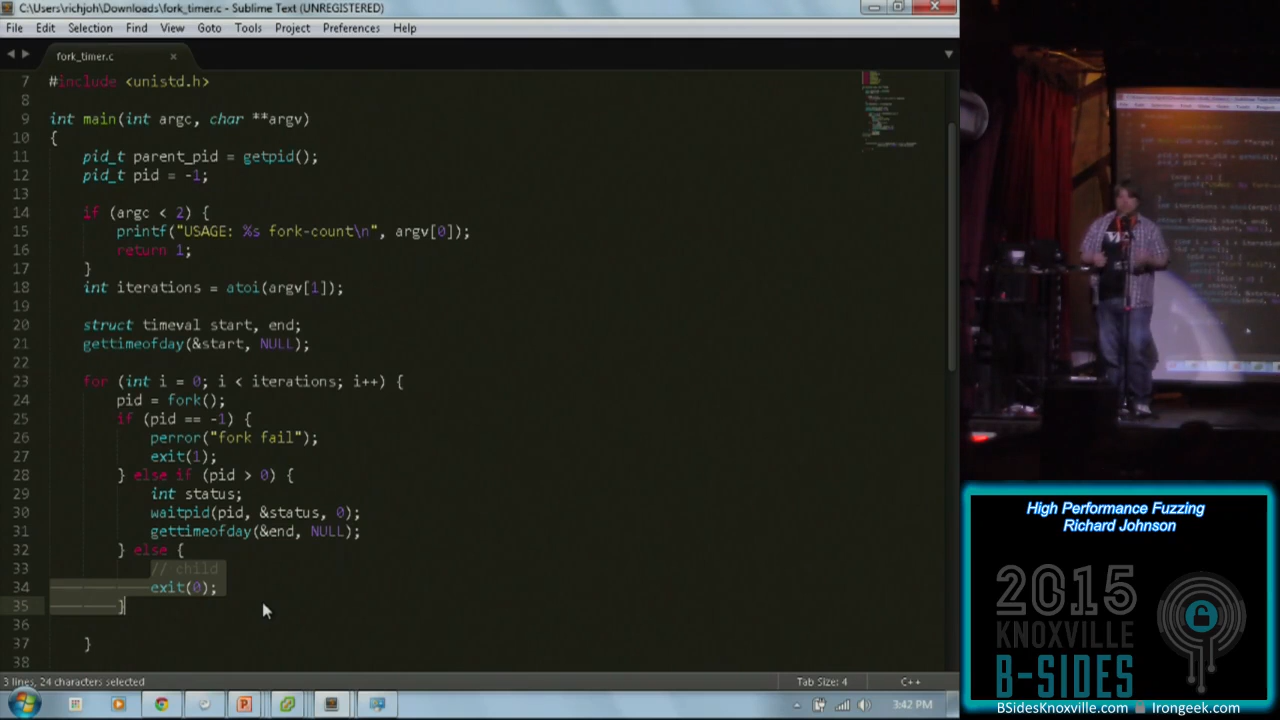 C:\Users\richjoh\Downloads\fork_timer.c - Sublime Text (UNREGISTERED)
File Edit Selection Find View Goto Tools Project Preferences Help
fork_timer.c
7 #include <unistd.h>
8
9 int main(int argc, char **argv)
10 {
11 pid_t parent_pid = getpid();
12 pid_t pid = -1;
13
14 if (argc < 2) {
15 printf("USAGE: %s fork-count\n", argv[0]);
16 return 1;
17 }
18 int iterations = atoi(argv[1]);
19
20 struct timeval start, end;
21 gettimeofday(&start, NULL);
22
23 for (int i = 0; i < iterations; i++) {
24 pid = fork();
25 if (pid == -1) {
26 perror("fork fail");
27 exit(1);
28 } else if (pid > 0) {
29 int status;
30 waitpid(pid, &status, 0);
31 gettimeofday(&end, NULL);
32 } else {
33 // child
34 exit(0);
35 }
36
37 }
38
3 lines, 24 characters selected Tab Size: 4 C++
3:42 PM
High Performance Fuzzing
Richard Johnson
2015
KNOXVILLE
B-SIDES
BSidesKnoxville.com Irongeek.com